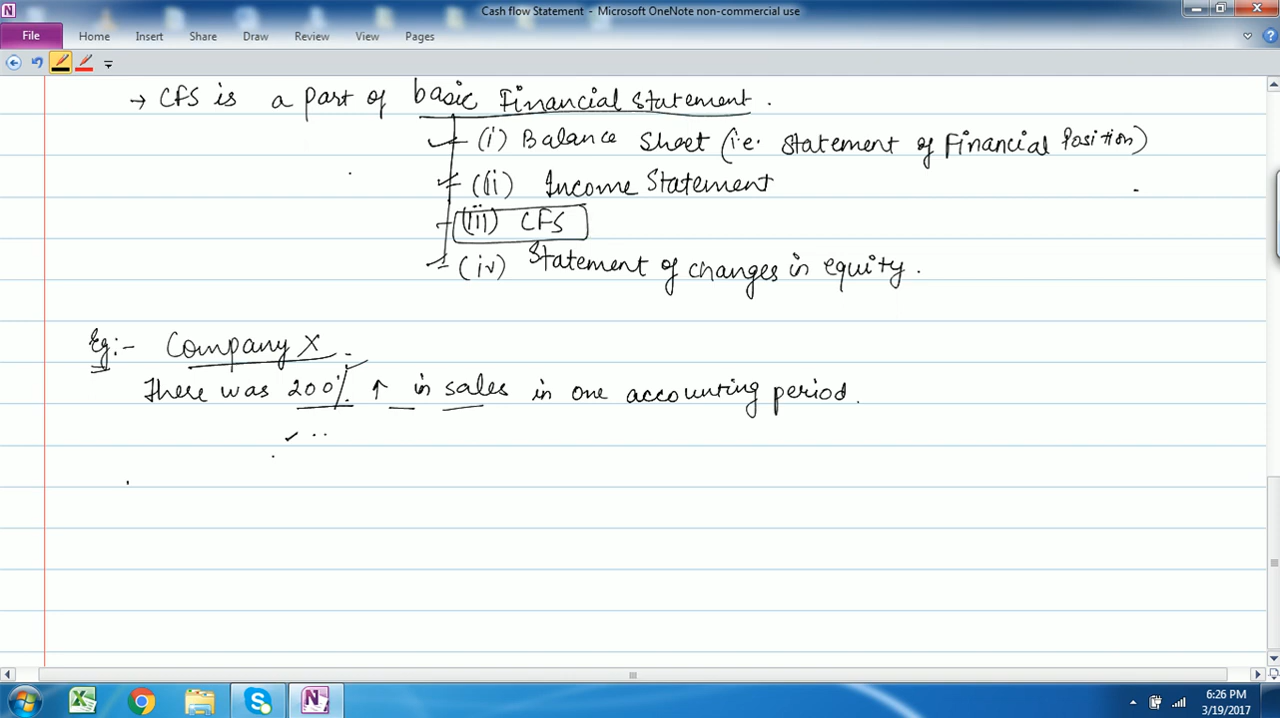 Cash flow Statement - Microsoft OneNote non-commercial use
File Home Insert Share Draw Review View Pages
→ CFS is a part of basic Financial Statement .
(i) Balance Sheet (i.e. Statement of Financial Position)
(ii) Income Statement
(iii) CFS
(iv) Statement of changes in equity .
Eg:- Company X
There was 200% ↑ in sales in one accounting period .
6:26 PM
3/19/2017